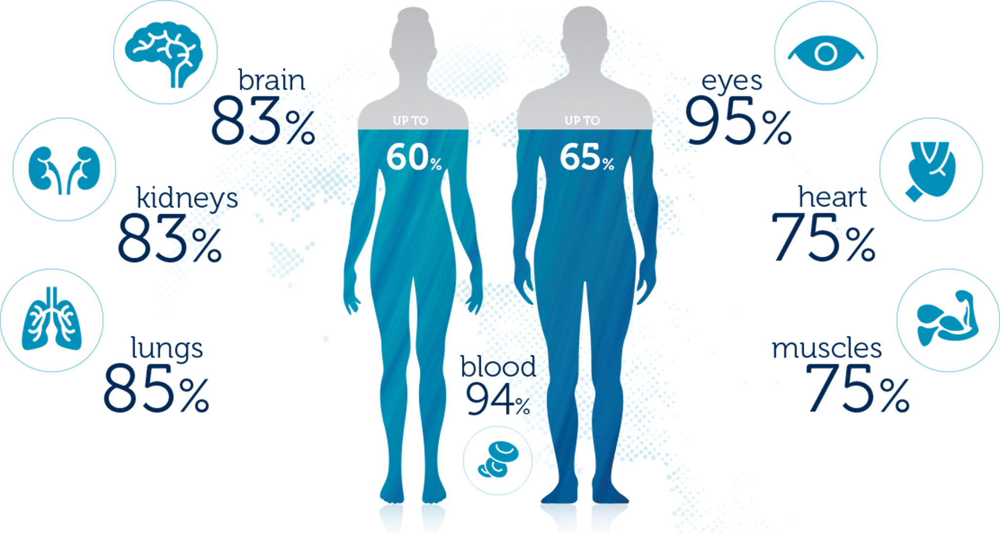 brain
83%
kidneys
83%
lungs
85%
UP TO
60%
UP TO
65%
blood
94%
eyes
95%
heart
75%
muscles
75%